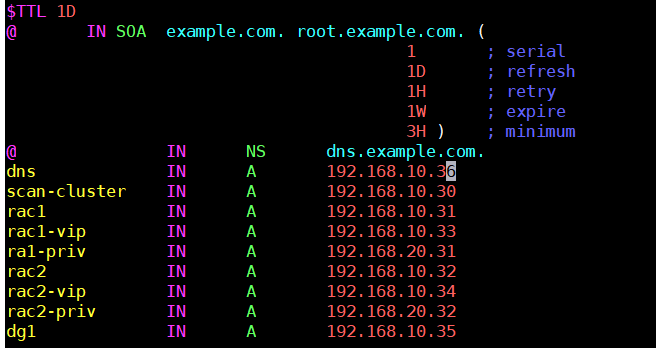 $TTL 1D
@       IN SOA  example.com. root.example.com. (
                                        1       ; serial
                                        1D      ; refresh
                                        1H      ; retry
                                        1W      ; expire
                                        3H )    ; minimum
@               IN      NS      dns.example.com.
dns             IN      A       192.168.10.36
scan-cluster    IN      A       192.168.10.30
rac1            IN      A       192.168.10.31
rac1-vip        IN      A       192.168.10.33
ra1-priv        IN      A       192.168.20.31
rac2            IN      A       192.168.10.32
rac2-vip        IN      A       192.168.10.34
rac2-priv       IN      A       192.168.20.32
dg1             IN      A       192.168.10.35